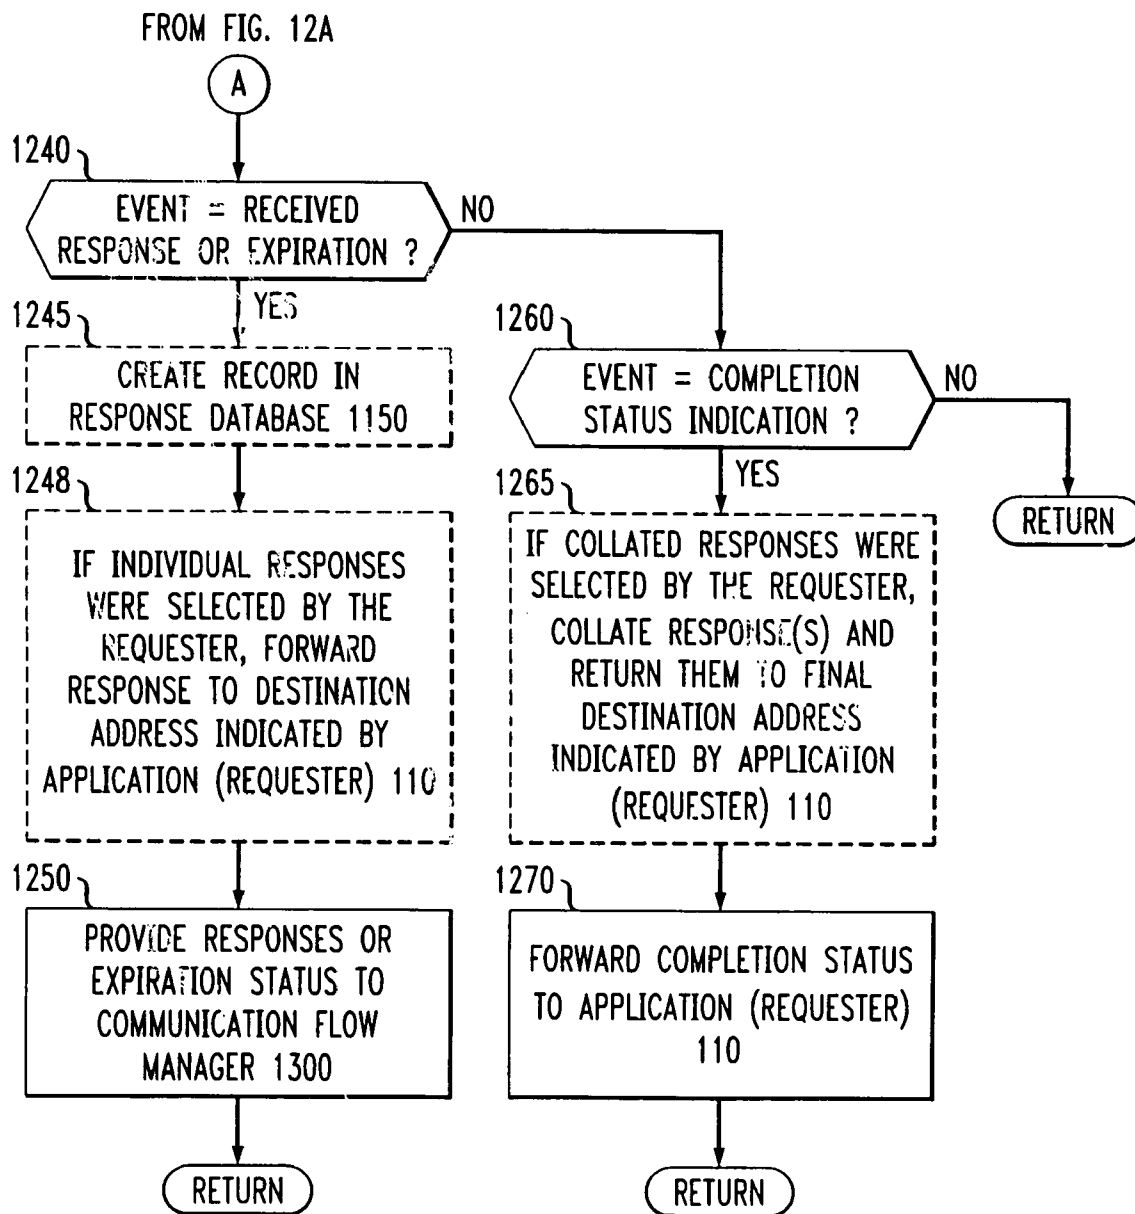 FROM FIG. 12A
A
1240
EVENT = RECEIVED
RESPONSE OR EXPIRATION ?
NO
YES
1245
CREATE RECORD IN
RESPONSE DATABASE 1150
1248
IF INDIVIDUAL RESPONSES
WERE SELECTED BY THE
REQUESTER, FORWARD
RESPONSE TO DESTINATION
ADDRESS INDICATED BY
APPLICATION (REQUESTER) 110
1250
PROVIDE RESPONSES OR
EXPIRATION STATUS TO
COMMUNICATION FLOW
MANAGER 1300
RETURN
1260
EVENT = COMPLETION
STATUS INDICATION ?
NO
RETURN
YES
1265
IF COLLATED RESPONSES WERE
SELECTED BY THE REQUESTER,
COLLATE RESPONSE(S) AND
RETURN THEM TO FINAL
DESTINATION ADDRESS
INDICATED BY APPLICATION
(REQUESTER) 110
1270
FORWARD COMPLETION STATUS
TO APPLICATION (REQUESTER)
110
RETURN